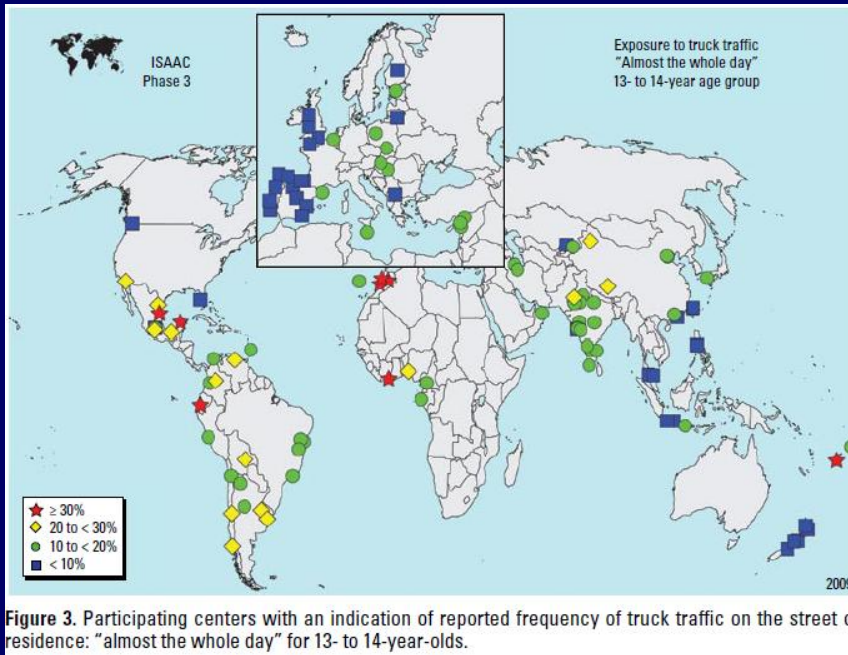 ISAAC
Phase 3
Exposure to truck traffic
"Almost the whole day"
13- to 14-year age group
≥ 30%
20 to < 30%
10 to < 20%
< 10%
2009
Figure 3. Participating centers with an indication of reported frequency of truck traffic on the street o
residence: "almost the whole day" for 13- to 14-year-olds.